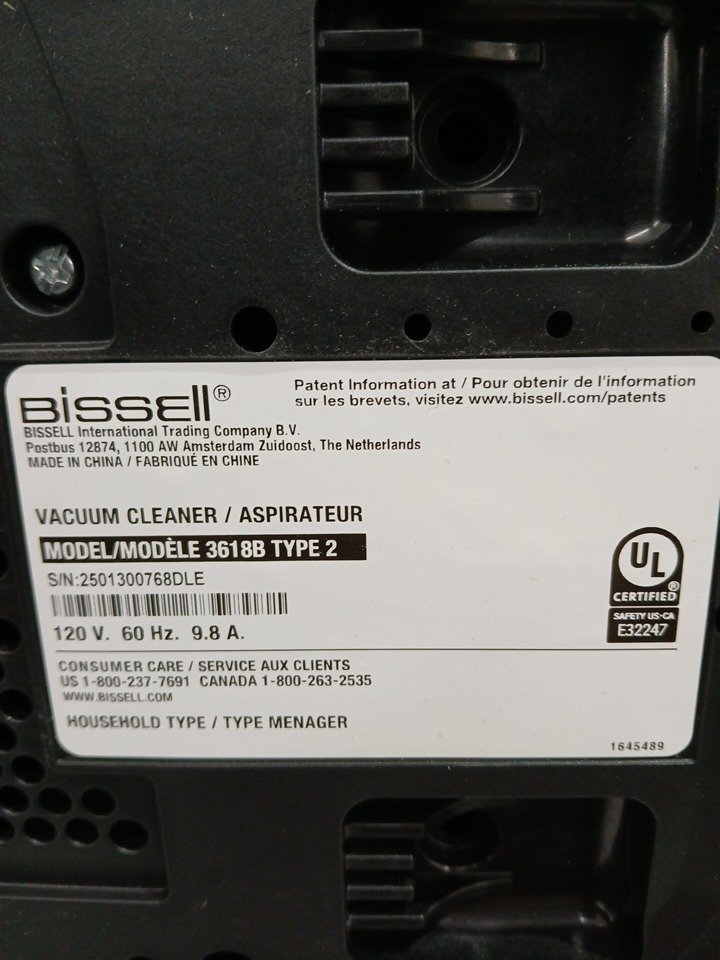 BISSELL®
Patent Information at / Pour obtenir de l'information
sur les brevets, visitez www.bissell.com/patents
BISSELL International Trading Company B.V.
Postbus 12874, 1100 AW Amsterdam Zuidoost, The Netherlands
MADE IN CHINA / FABRIQUÉ EN CHINE
VACUUM CLEANER / ASPIRATEUR
MODEL/MODÈLE 3618B TYPE 2
S/N:2501300768DLE
120 V. 60 Hz. 9.8 A.
UL®
CERTIFIED
SAFETY US-CA
E32247
CONSUMER CARE / SERVICE AUX CLIENTS
US 1-800-237-7691 CANADA 1-800-263-2535
WWW.BISSELL.COM
HOUSEHOLD TYPE / TYPE MENAGER
1645489